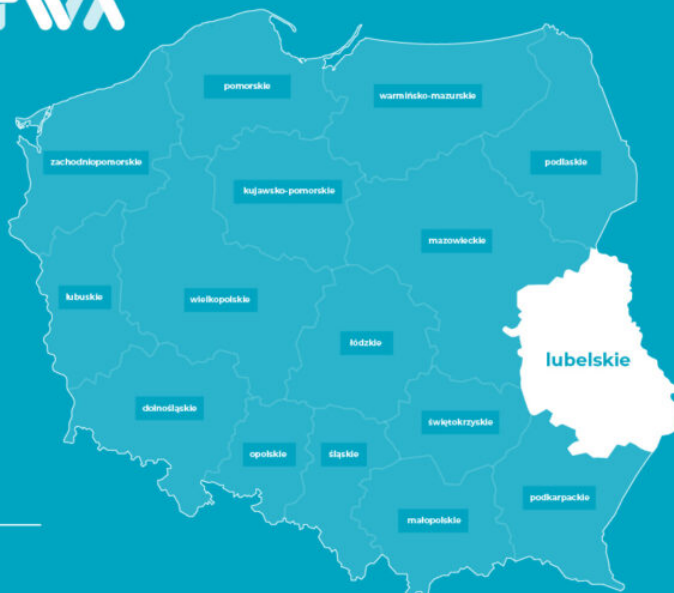 pomorskie
warmińsko-mazurskie
zachodniopomorskie
podlaskie
kujawsko-pomorskie
mazowieckie
lubuskie
wielkopolskie
łódzkie
lubelskie
dolnośląskie
świętokrzyskie
opolskie
śląskie
podkarpackie
małopolskie